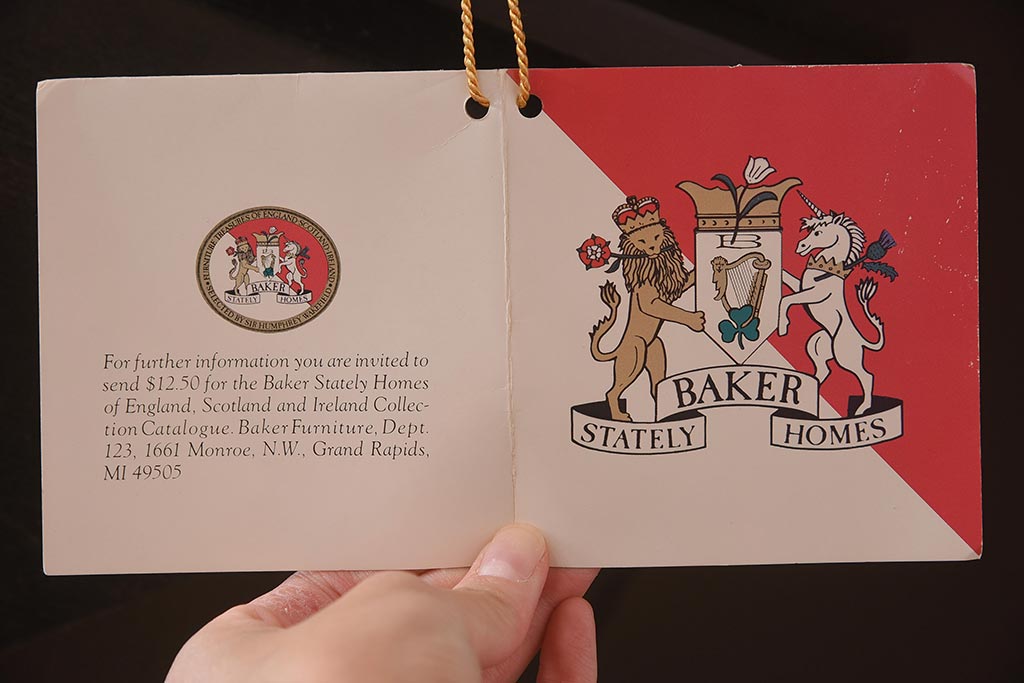 FURNITURE TREASURES OF ENGLAND SCOTLAND IRELAND
SELECTED BY SIR HUMPHREY WAKEFIELD
BAKER
STATELY HOMES
For further information you are invited to
send $12.50 for the Baker Stately Homes
of England, Scotland and Ireland Collec-
tion Catalogue. Baker Furniture, Dept.
123, 1661 Monroe, N.W., Grand Rapids,
MI 49505
B
BAKER
STATELY HOMES